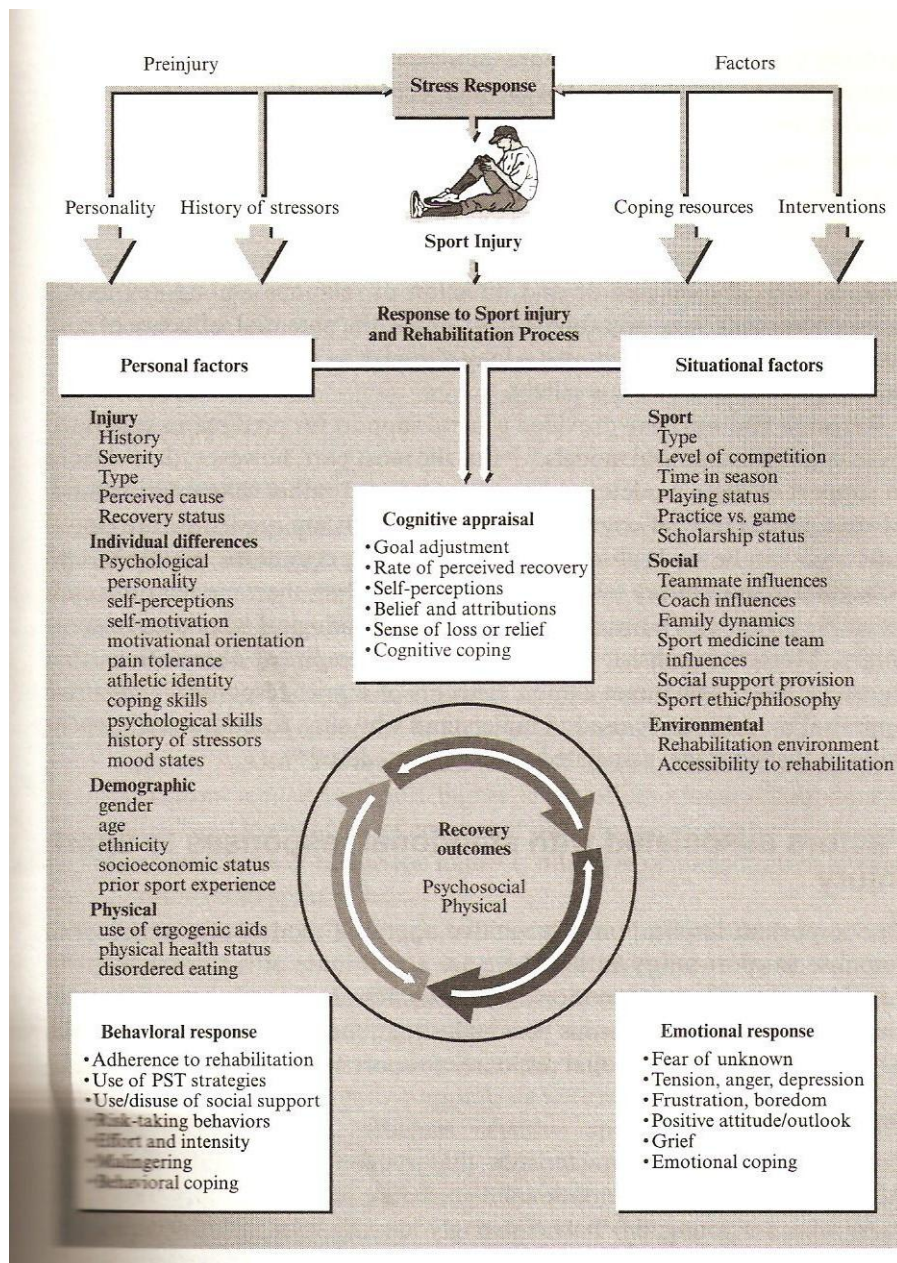 Preinjury
Factors
Stress Response
Personality
History of stressors
Coping resources
Interventions
Sport Injury
Response to Sport injury
and Rehabilitation Process
Personal factors
Situational factors
Injury
History
Severity
Type
Perceived cause
Recovery status
Individual differences
Psychological
personality
self-perceptions
self-motivation
motivational orientation
pain tolerance
athletic identity
coping skills
psychological skills
history of stressors
mood states
Demographic
gender
age
ethnicity
socioeconomic status
prior sport experience
Physical
use of ergogenic aids
physical health status
disordered eating
Cognitive appraisal
•Goal adjustment
•Rate of perceived recovery
•Self-perceptions
•Belief and attributions
•Sense of loss or relief
•Cognitive coping
Sport
Type
Level of competition
Time in season
Playing status
Practice vs. game
Scholarship status
Social
Teammate influences
Coach influences
Family dynamics
Sport medicine team
influences
Social support provision
Sport ethic/philosophy
Environmental
Rehabilitation environment
Accessibility to rehabilitation
Recovery
outcomes
Psychosocial
Physical
Behavioral response
•Adherence to rehabilitation
•Use of PST strategies
•Use/disuse of social support
•Risk-taking behaviors
•Effort and intensity
•Malingering
•Behavioral coping
Emotional response
•Fear of unknown
•Tension, anger, depression
•Frustration, boredom
•Positive attitude/outlook
•Grief
•Emotional coping